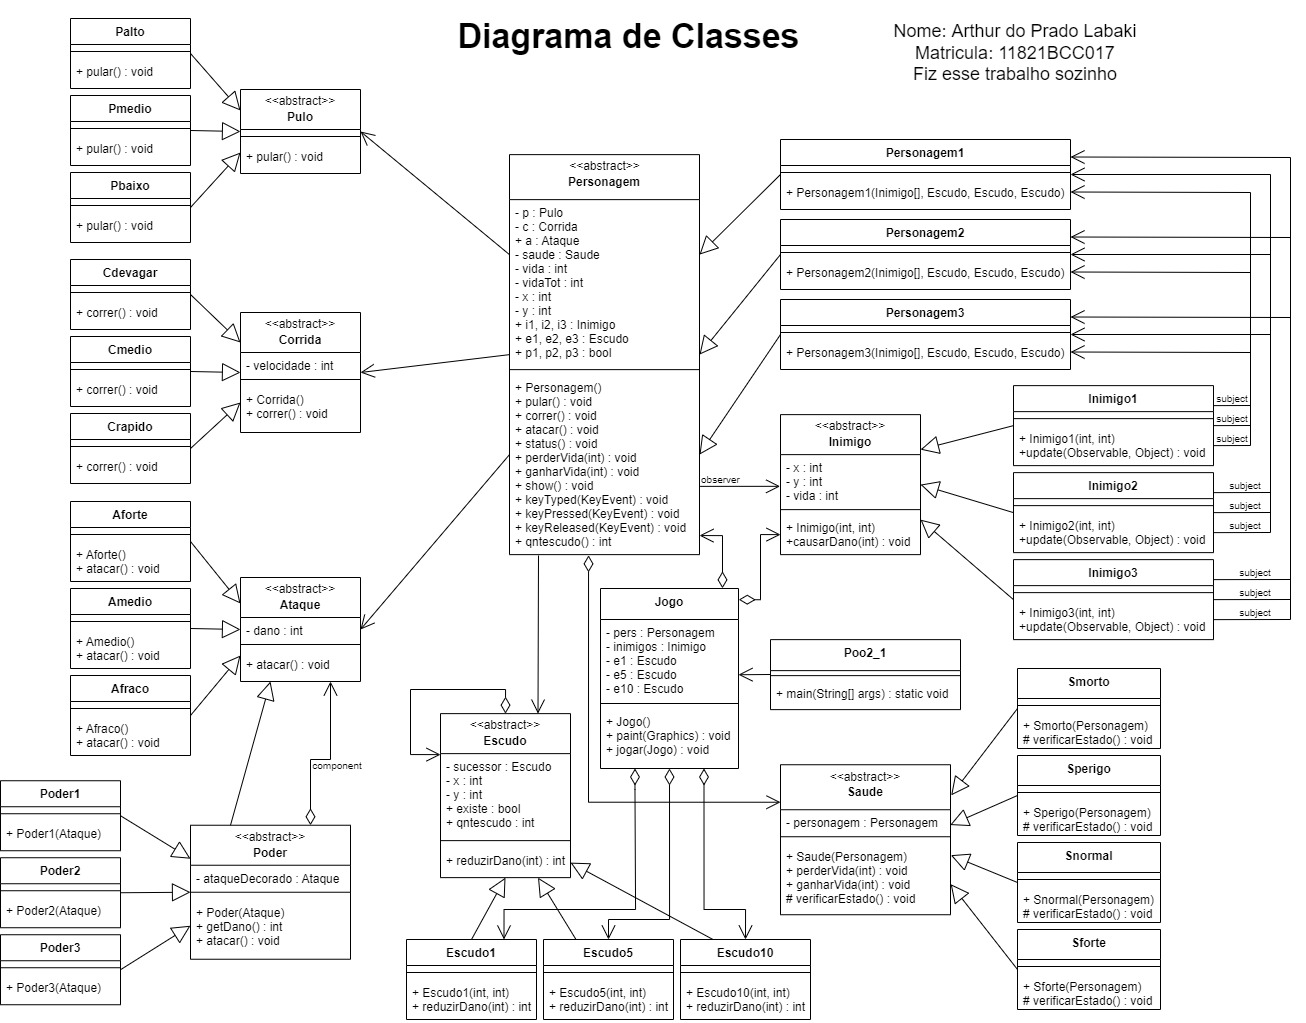 Diagrama de Classes
Nome: Arthur do Prado Labaki
Matricula: 11821BCC017
Fiz esse trabalho sozinho
Palto
+ pular() : void
Pmedio
+ pular() : void
Pbaixo
+ pular() : void
<<abstract>>
Pulo
+ pular() : void
Cdevagar
+ correr() : void
Cmedio
+ correr() : void
Crapido
+ correr() : void
<<abstract>>
Corrida
- velocidade : int
+ Corrida()
+ correr() : void
Aforte
+ Aforte()
+ atacar() : void
Amedio
+ Amedio()
+ atacar() : void
Afraco
+ Afraco()
+ atacar() : void
<<abstract>>
Ataque
- dano : int
+ atacar() : void
component
Poder1
+ Poder1(Ataque)
Poder2
+ Poder2(Ataque)
Poder3
+ Poder3(Ataque)
<<abstract>>
Poder
- ataqueDecorado : Ataque
+ Poder(Ataque)
+ getDano() : int
+ atacar() : void
<<abstract>>
Personagem
- p : Pulo
- c : Corrida
+ a : Ataque
- saude : Saude
- vida : int
- vidaTot : int
- x : int
- y : int
+ i1, i2, i3 : Inimigo
+ e1, e2, e3 : Escudo
+ p1, p2, p3 : bool
+ Personagem()
+ pular() : void
+ correr() : void
+ atacar() : void
+ status() : void
+ perderVida(int) : void
+ ganharVida(int) : void
+ show() : void
+ keyTyped(KeyEvent) : void
+ keyPressed(KeyEvent) : void
+ keyReleased(KeyEvent) : void
+ qntescudo() : int
observer
Personagem1
+ Personagem1(Inimigo[], Escudo, Escudo, Escudo)
Personagem2
+ Personagem2(Inimigo[], Escudo, Escudo, Escudo)
Personagem3
+ Personagem3(Inimigo[], Escudo, Escudo, Escudo)
<<abstract>>
Inimigo
- x : int
- y : int
- vida : int
+ Inimigo(int, int)
+causarDano(int) : void
Inimigo1
+ Inimigo1(int, int)
+update(Observable, Object) : void
subject
subject
subject
Inimigo2
+ Inimigo2(int, int)
+update(Observable, Object) : void
subject
subject
subject
Inimigo3
+ Inimigo3(int, int)
+update(Observable, Object) : void
subject
subject
subject
Jogo
- pers : Personagem
- inimigos : Inimigo
- e1 : Escudo
- e5 : Escudo
- e10 : Escudo
+ Jogo()
+ paint(Graphics) : void
+ jogar(Jogo) : void
Poo2_1
+ main(String[] args) : static void
<<abstract>>
Escudo
- sucessor : Escudo
- x : int
- y : int
+ existe : bool
+ qntescudo : int
+ reduzirDano(int) : int
Escudo1
+ Escudo1(int, int)
+ reduzirDano(int) : int
Escudo5
+ Escudo5(int, int)
+ reduzirDano(int) : int
Escudo10
+ Escudo10(int, int)
+ reduzirDano(int) : int
<<abstract>>
Saude
- personagem : Personagem
+ Saude(Personagem)
+ perderVida(int) : void
+ ganharVida(int) : void
# verificarEstado() : void
Smorto
+ Smorto(Personagem)
# verificarEstado() : void
Sperigo
+ Sperigo(Personagem)
# verificarEstado() : void
Snormal
+ Snormal(Personagem)
# verificarEstado() : void
Sforte
+ Sforte(Personagem)
# verificarEstado() : void